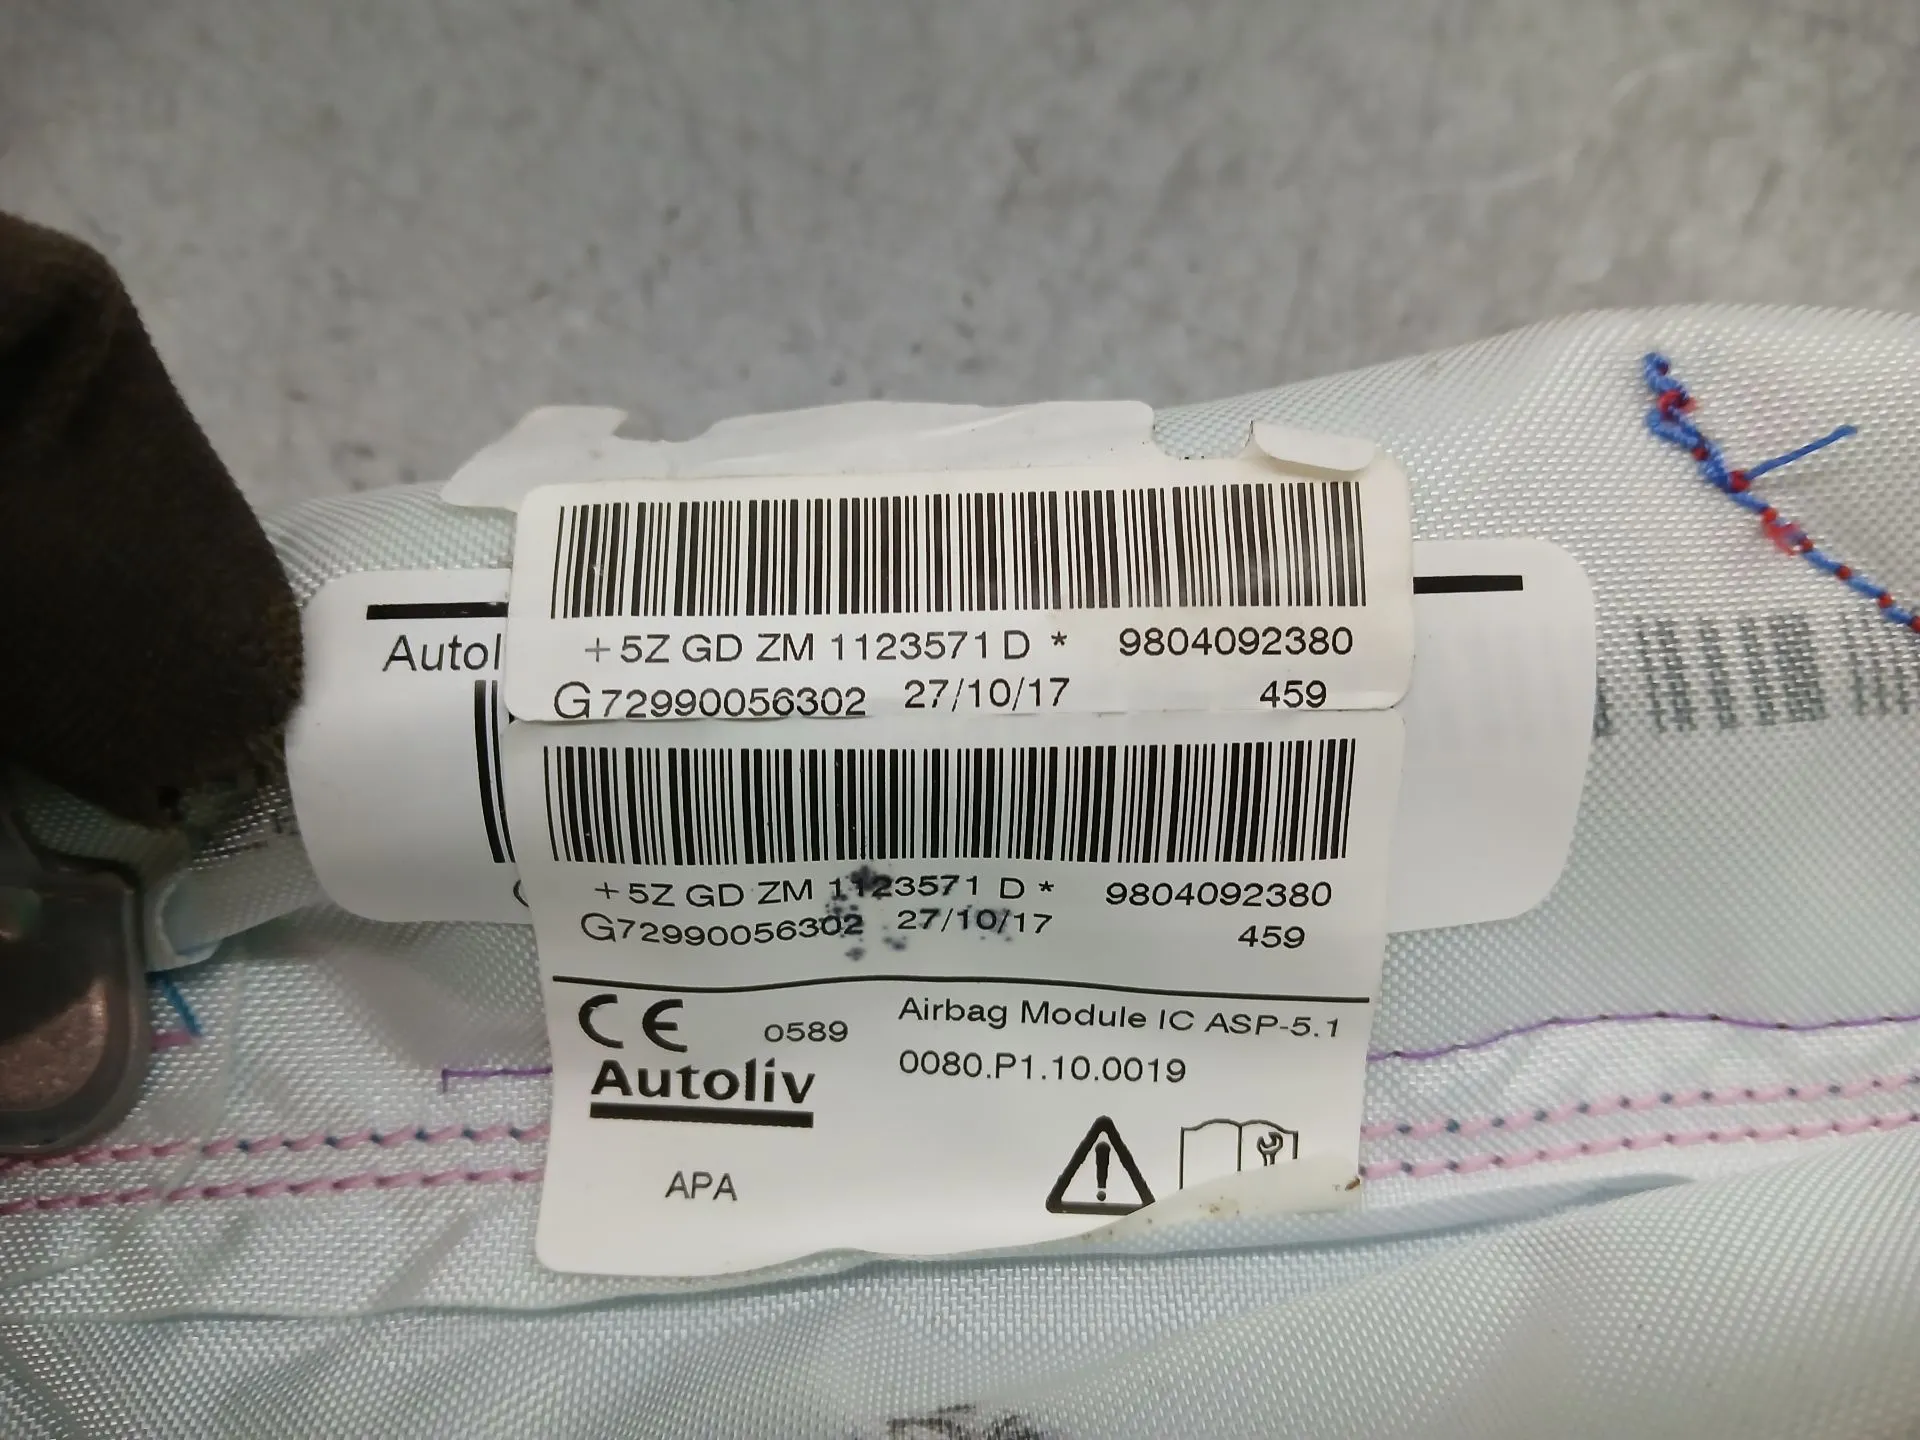 Autol
+5Z GD ZM 1123571 D * 9804092380
G72990056302 27/10/17 459
+5Z GD ZM 1123571 D * 9804092380
G72990056302 27/10/17 459
CE 0589 Airbag Module IC ASP-5.1
Autoliv 0080.P1.10.0019
APA